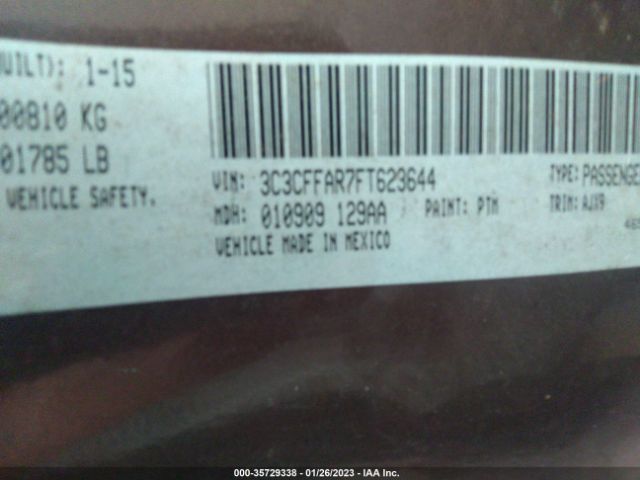 UILT): 1-15
00810 KG
01785 LB
VEHICLE SAFETY.
VIN: 3C3CFFAR7FT623644
TYPE: PASSENGE
MDH: 010909 129AA PAINT: PTM
TRIM: AJX9
VEHICLE MADE IN MEXICO
000-35729338 - 01/26/2023 - IAA Inc.